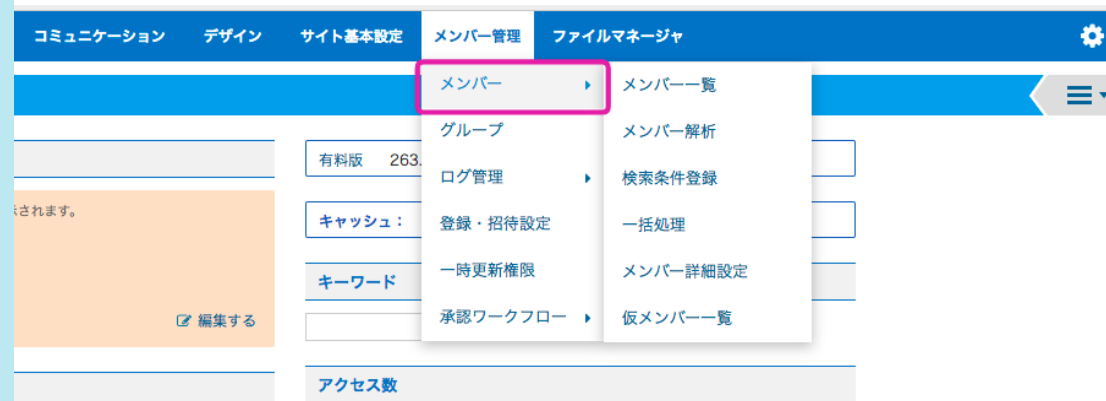 コミュニケーション デザイン サイト基本設定 メンバー管理 ファイルマネージャ
メンバー メンバー一覧
グループ メンバー解析
有料版 263.
ログ管理 検索条件登録
されます。
キャッシュ： 登録・招待設定 一括処理
キーワード 一時更新権限 メンバー詳細設定
編集する 承認ワークフロー 仮メンバー一覧
アクセス数